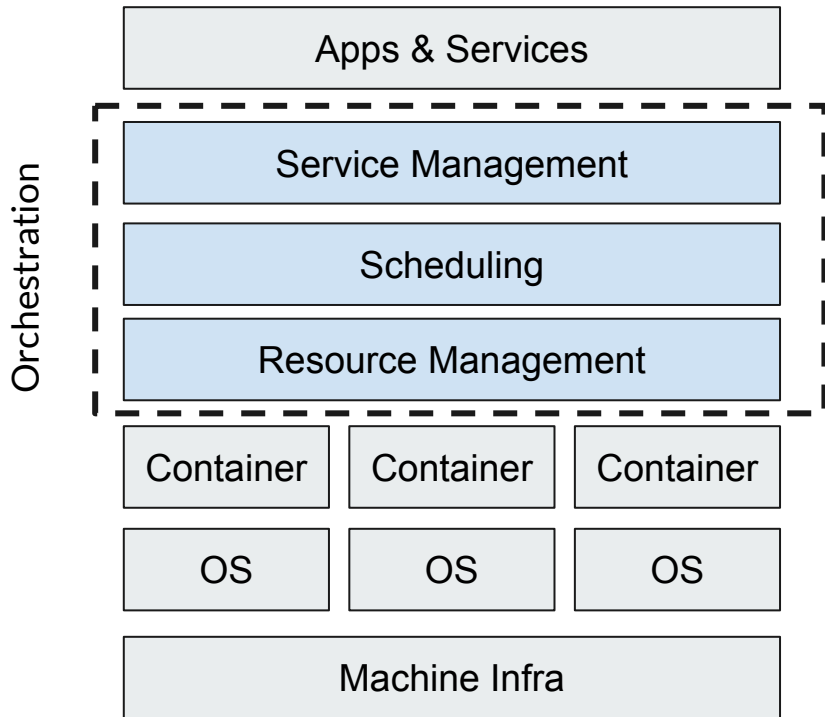 Apps & Services
Orchestration
Service Management
Scheduling
Resource Management
Container Container Container
OS OS OS
Machine Infra